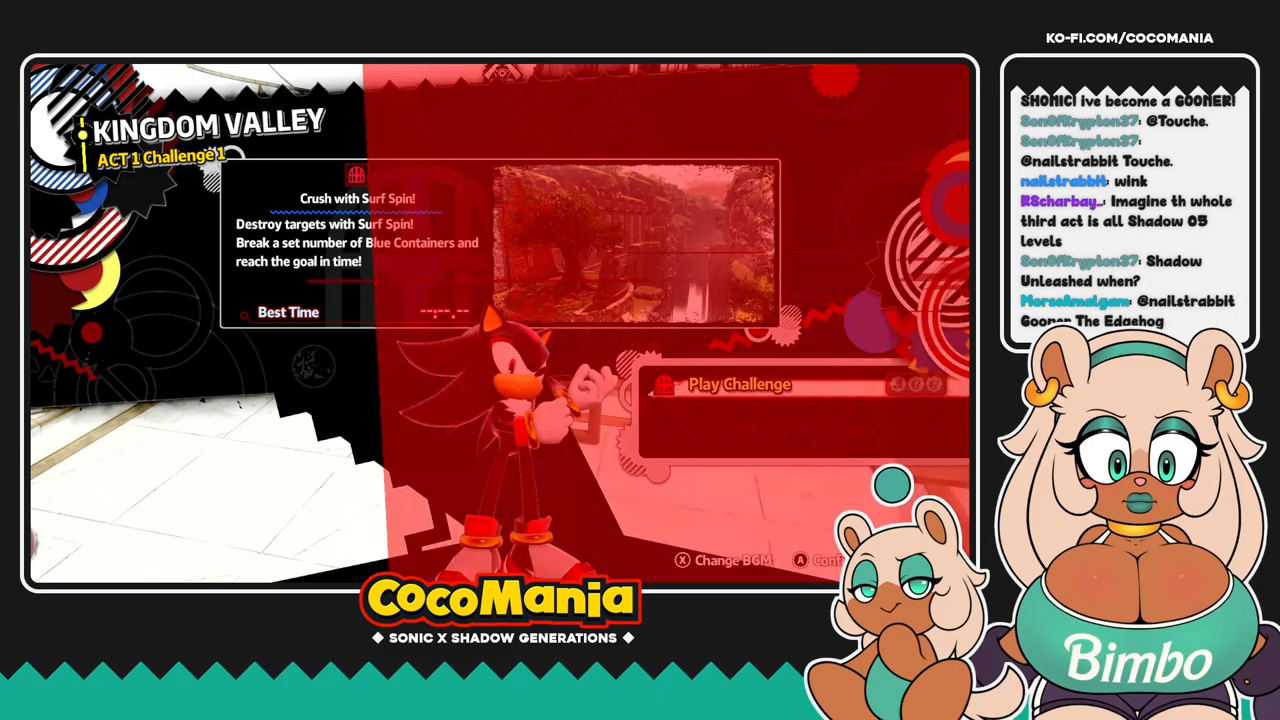 KO-FI.COM/COCOMANIA
KINGDOM VALLEY
ACT 1 Challenge 1
Crush with Surf Spin!
Destroy targets with Surf Spin!
Break a set number of Blue Containers and
reach the goal in time!
Best Time --:--.--
Play Challenge
X Change BGM
A Confi
CocoMania
◆ SONIC X SHADOW GENERATIONS ◆
SHONIC! Ive become a GOONER!
SonOfKrypton37: @Touche.
SonOfKrypton37:
@nailstrabbit Touche.
nailstrabbit: wink
RScharbay_: Imagine th whole
third act is all Shadow 05
levels
SonOfKrypton37: Shadow
Unleashed when?
MorseAmalgam: @nailstrabbit
Gooner The Edgehog
Bimbo